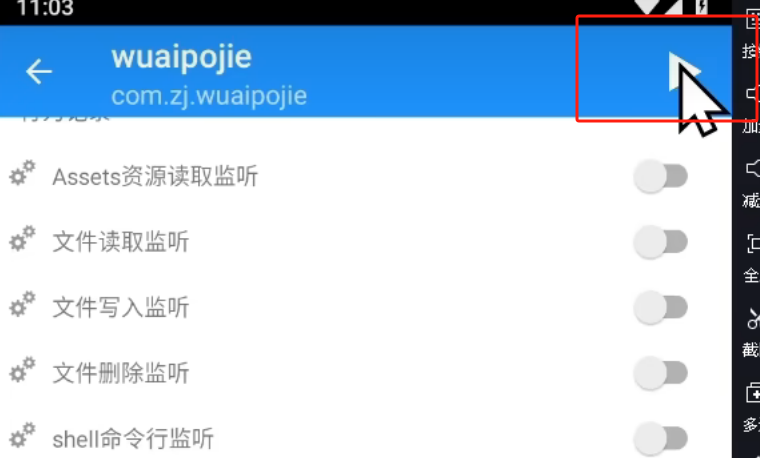 11:03
wuaipojie
com.zj.wuaipojie
Assets资源读取监听
文件读取监听
文件写入监听
文件删除监听
shell命令行监听
按
加
减
全
截
多